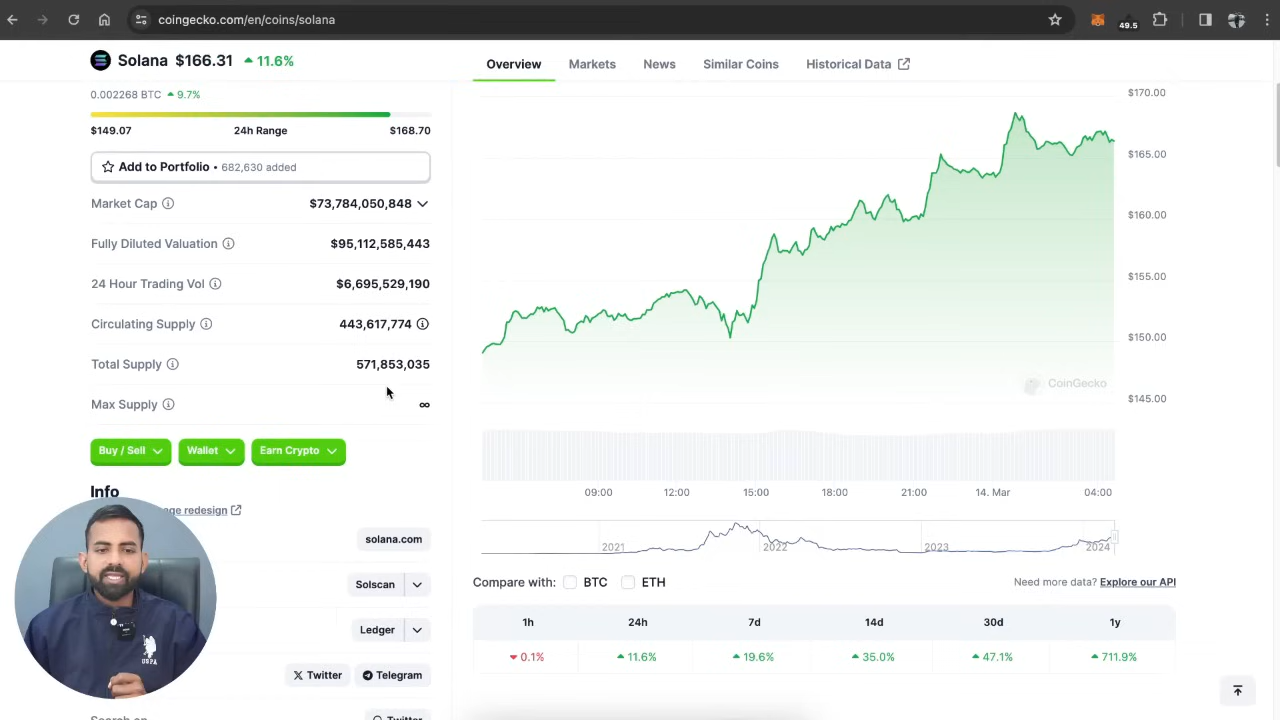 coingecko.com/en/coins/solana
49.5
Solana $166.31 11.6%
Overview Markets News Similar Coins Historical Data
0.002268 BTC 9.7%
$149.07 24h Range $168.70
Add to Portfolio • 682,630 added
Market Cap $73,784,050,848
Fully Diluted Valuation $95,112,585,443
24 Hour Trading Vol $6,695,529,190
Circulating Supply 443,617,774
Total Supply 571,853,035
Max Supply ∞
Buy / Sell Wallet Earn Crypto
Info
redesign
solana.com
Solscan
Ledger
Twitter Telegram
Twitter
USPA
$170.00
$165.00
$160.00
$155.00
$150.00
$145.00
CoinGecko
09:00 12:00 15:00 18:00 21:00 14. Mar 04:00
2021 2022 2023 2024
Compare with: BTC ETH Need more data? Explore our API
1h 24h 7d 14d 30d 1y
0.1% 11.6% 19.6% 35.0% 47.1% 711.9%